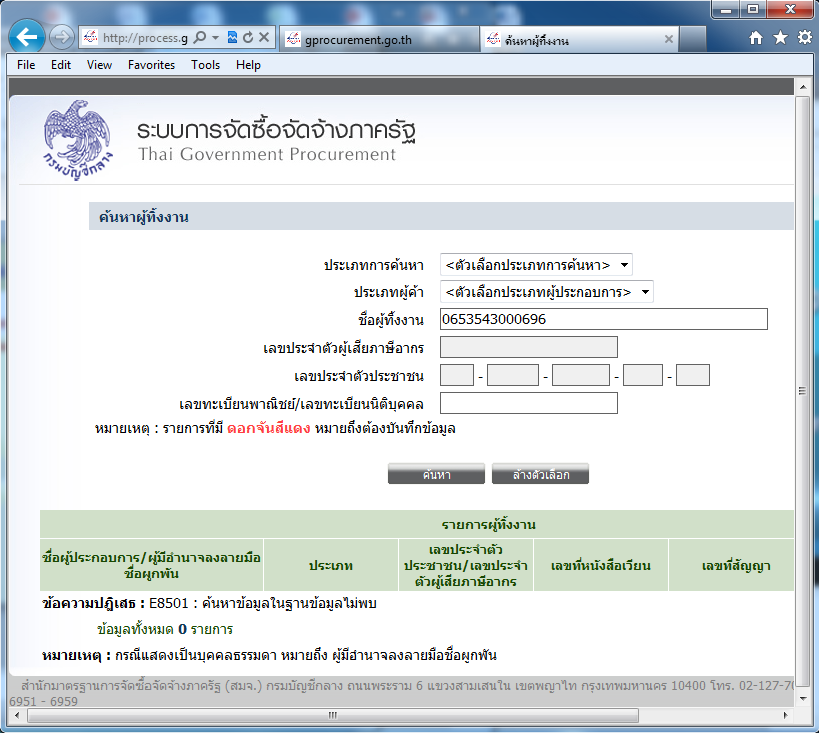 http://process.g
gprocurement.go.th
ค้นหาผู้ทิ้งงาน
File Edit View Favorites Tools Help
กรมบัญชีกลาง
ระบบการจัดซื้อจัดจ้างภาครัฐ
Thai Government Procurement
ค้นหาผู้ทิ้งงาน
ประเภทการค้นหา <ตัวเลือกประเภทการค้นหา>
ประเภทผู้ค้า <ตัวเลือกประเภทผู้ประกอบการ>
ชื่อผู้ทิ้งงาน 0653543000696
เลขประจำตัวผู้เสียภาษีอากร
เลขประจำตัวประชาชน - - - -
เลขทะเบียนพาณิชย์/เลขทะเบียนนิติบุคคล
หมายเหตุ : รายการที่มี ดอกจันสีแดง หมายถึงต้องบันทึกข้อมูล
ค้นหา ล้างตัวเลือก
รายการผู้ทิ้งงาน
ชื่อผู้ประกอบการ/ผู้มีอำนาจลงลายมือ
ชื่อผูกพัน
ประเภท
เลขประจำตัว
ประชาชน/เลขประจำ
ตัวผู้เสียภาษีอากร
เลขที่หนังสือเวียน
เลขที่สัญญา
ข้อความปฏิเสธ : E8501 : ค้นหาข้อมูลในฐานข้อมูลไม่พบ
ข้อมูลทั้งหมด 0 รายการ
หมายเหตุ : กรณีแสดงเป็นบุคคลธรรมดา หมายถึง ผู้มีอำนาจลงลายมือชื่อผูกพัน
สำนักมาตรฐานการจัดซื้อจัดจ้างภาครัฐ (สมจ.) กรมบัญชีกลาง ถนนพระราม 6 แขวงสามเสนใน เขตพญาไท กรุงเทพมหานคร 10400 โทร. 02-127-70
6951 - 6959